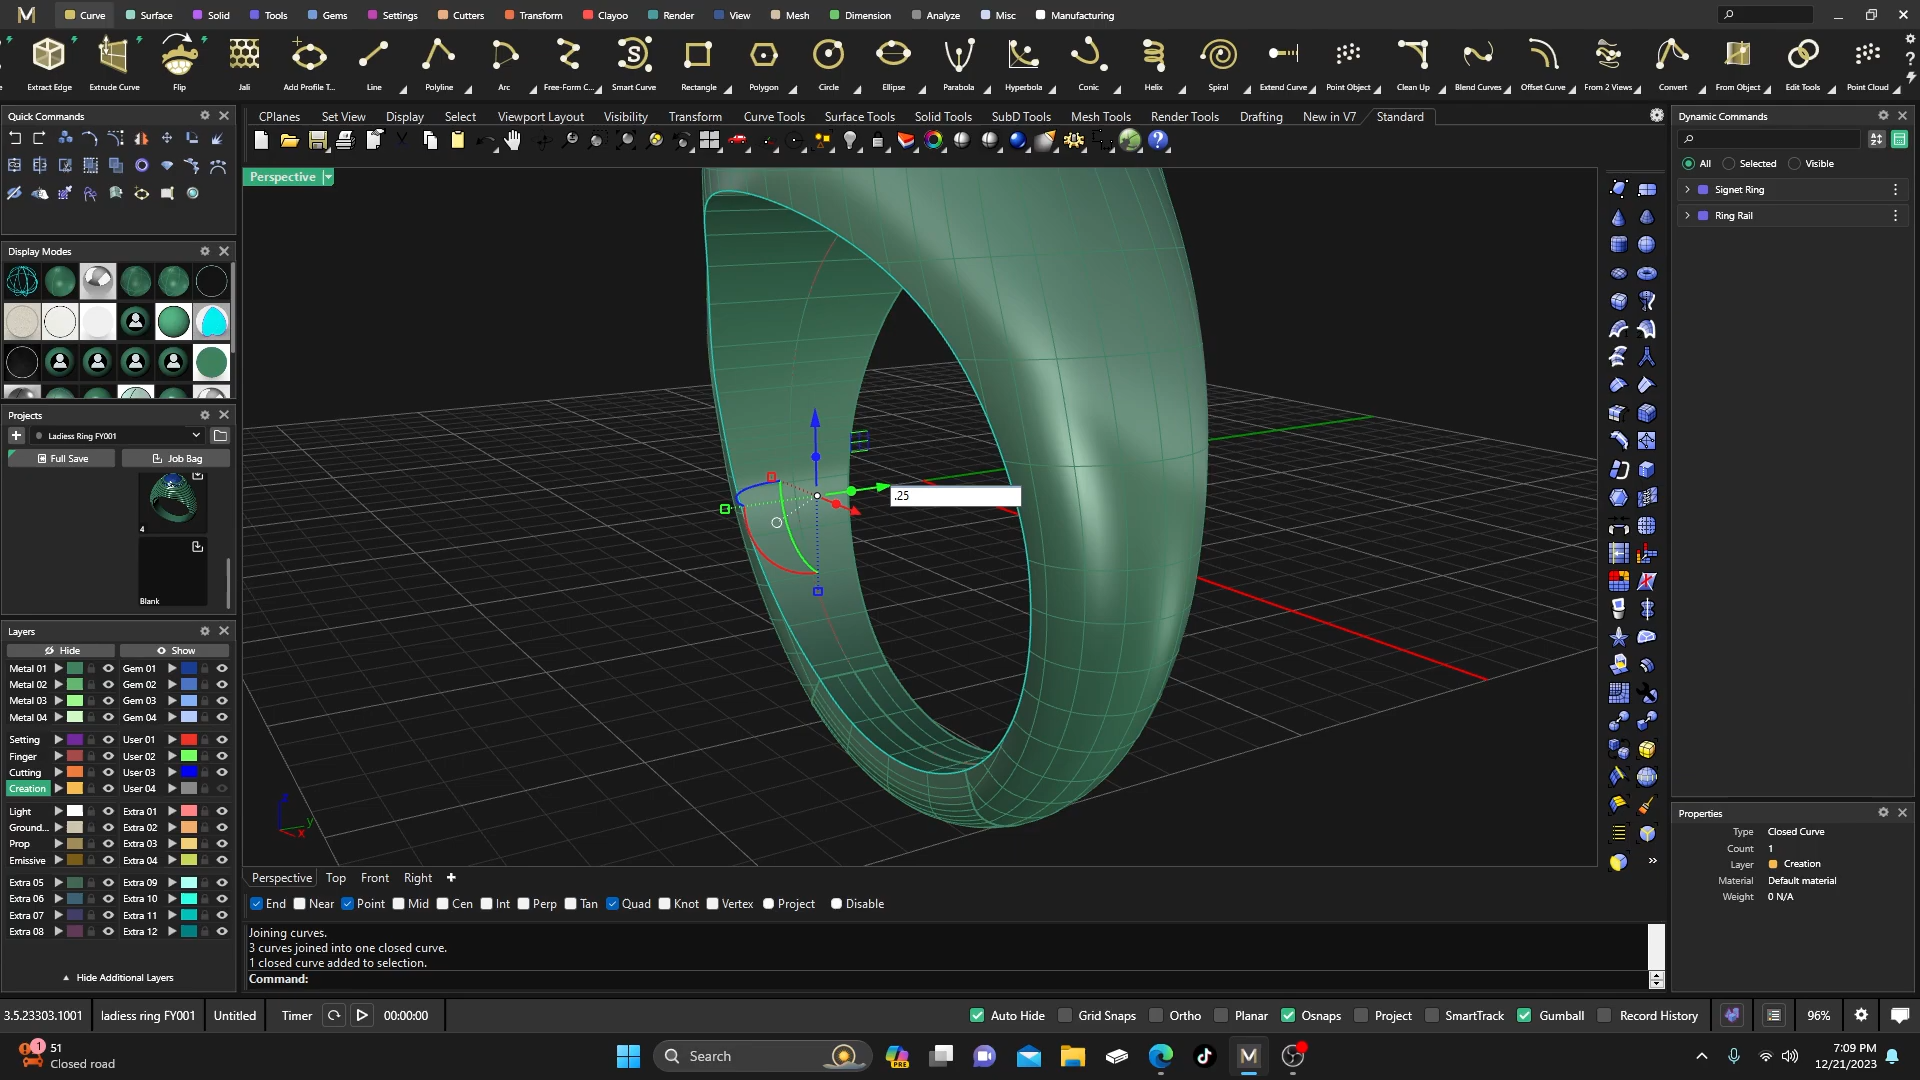 Curve Surface Solid Tools Gems Settings Cutters Transform Clayoo Render View Mesh Dimension Analyze Misc Manufacturing
Extract Edge Extrude Curve Flip Jali Add Profile T... Line Polyline Arc Free-Form C... Smart Curve Rectangle Polygon Circle Ellipse Parabola Hyperbola Conic Helix Spiral Extend Curve Point Object Clean Up Blend Curves Offset Curve From 2 Views Convert From Object Edit Tools Point Cloud
Quick Commands
CPlanes Set View Display Select Viewport Layout Visibility Transform Curve Tools Surface Tools Solid Tools SubD Tools Mesh Tools Render Tools Drafting New in V7 Standard
Perspective
Display Modes
Projects
Ladiess Ring FY001
Full Save Job Bag
4
Blank
Layers
Hide Show
Metal 01 Gem 01
Metal 02 Gem 02
Metal 03 Gem 03
Metal 04 Gem 04
Setting User 01
Finger User 02
Cutting User 03
Creation User 04
Light Extra 01
Ground... Extra 02
Prop Extra 03
Emissive Extra 04
Extra 05 Extra 09
Extra 06 Extra 10
Extra 07 Extra 11
Extra 08 Extra 12
Hide Additional Layers
.25
z
y
x
Perspective Top Front Right
End Near Point Mid Cen Int Perp Tan Quad Knot Vertex Project Disable
Joining curves.
3 curves joined into one closed curve.
1 closed curve added to selection.
Command:
Dynamic Commands
All Selected Visible
Signet Ring
Ring Rail
Properties
Type Closed Curve
Count 1
Layer Creation
Material Default material
Weight 0 N/A
3.5.23303.1001 ladiess ring FY001 Untitled Timer 00:00:00 Auto Hide Grid Snaps Ortho Planar Osnaps Project SmartTrack Gumball Record History 96%
1
51
Closed road
Search
PRE
7:09 PM
12/21/2023